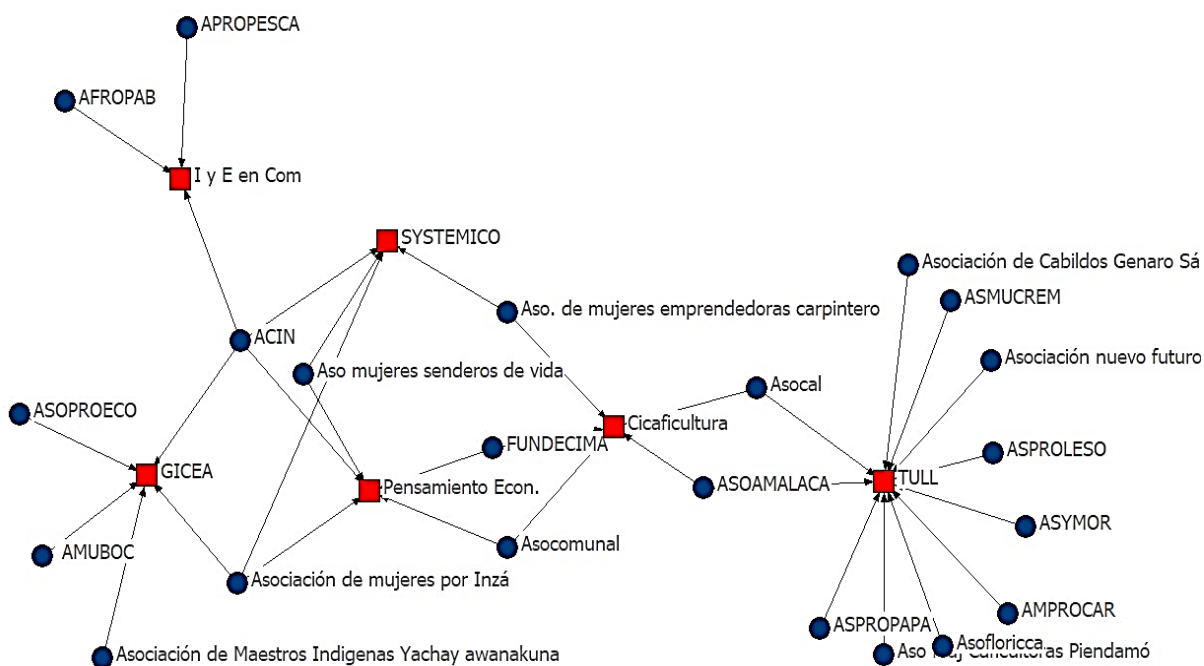 APROPESCA
AFROPAB
I y E en Com
SYSTEMICO
Asociación de Cabildos Genaro Sá
ASMUCREM
Aso. de mujeres emprendedoras carpintero
ACIN
Asociación nuevo futuro
Aso mujeres senderos de vida
Asocal
ASOPROECO
Cicaficultura
FUNDECIMA
ASPROLESO
GICEA
TULL
Pensamiento Econ.
ASOAMALACA
ASYMOR
Asocomunal
AMUBOC
Asociación de mujeres por Inzá
AMPROCAR
ASPROPAPA
Asofloricca
Aso Piendamó
Asociación de Maestros Indigenas Yachay awanakuna